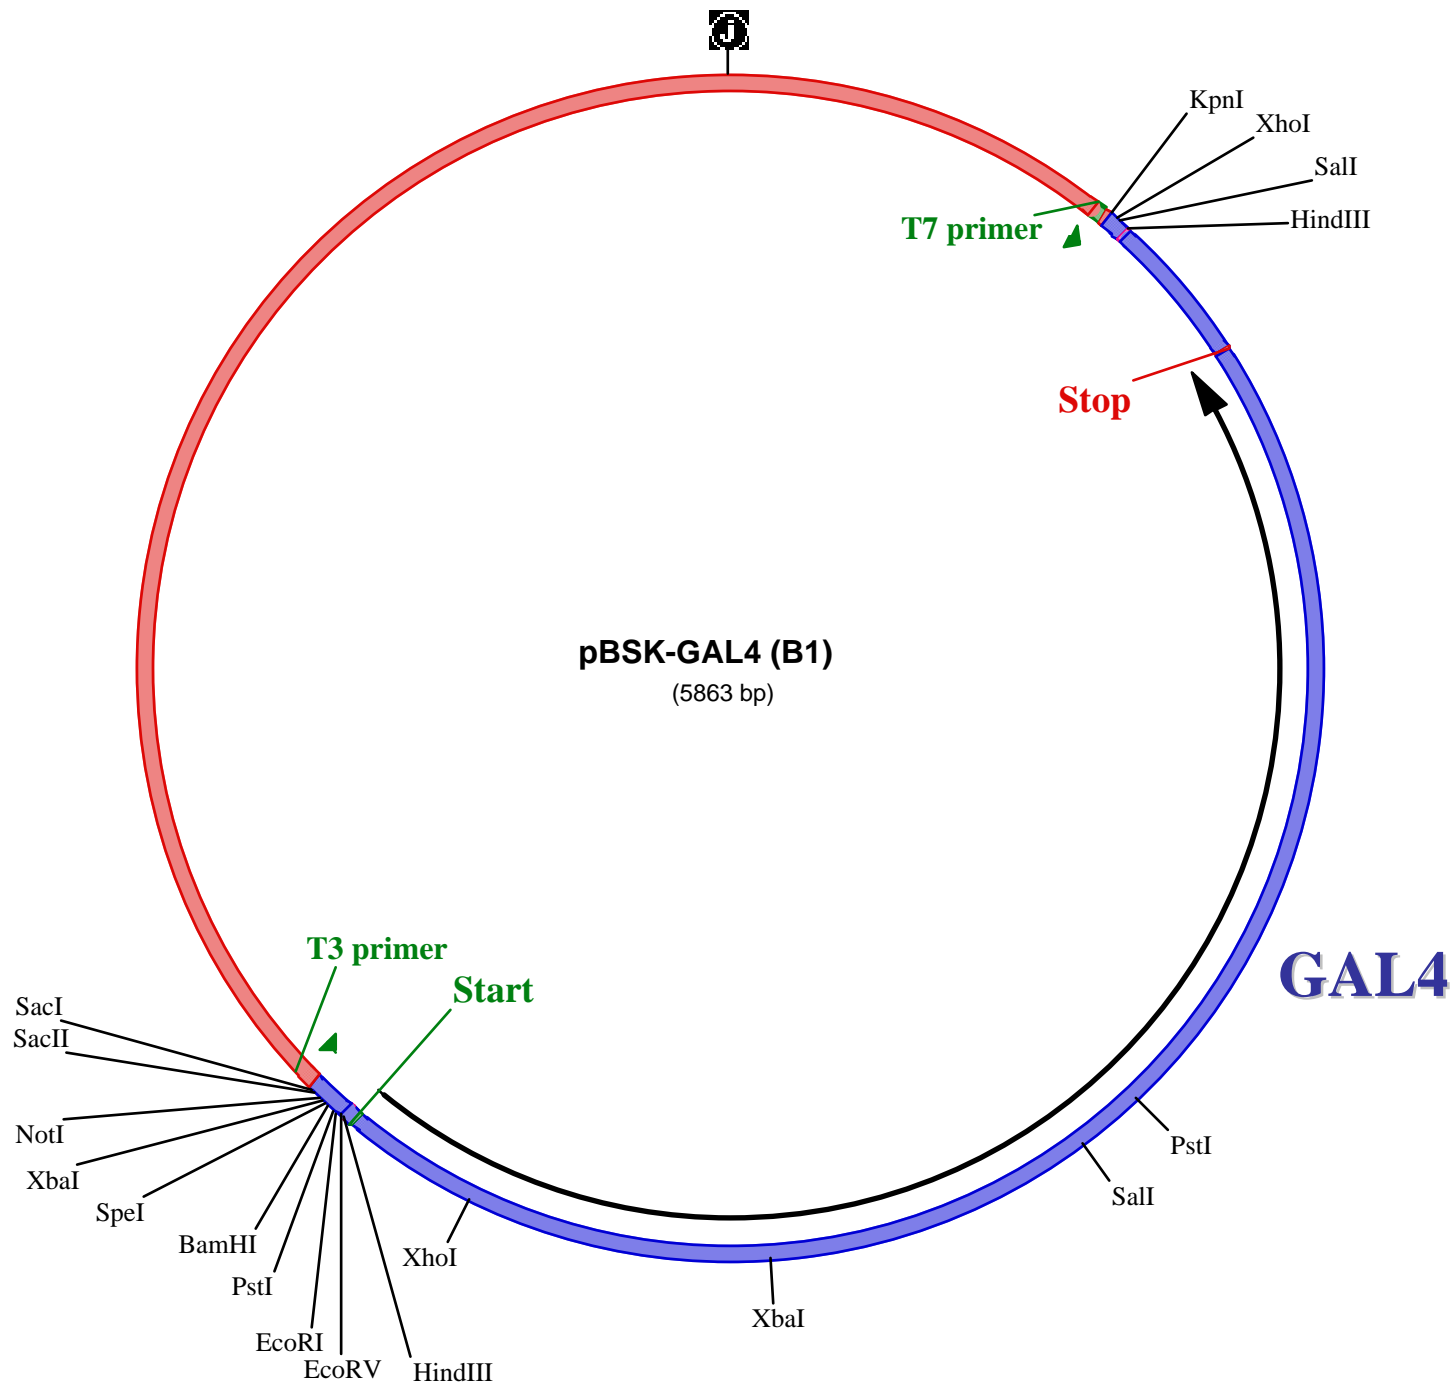 J
KpnI
XhoI
SalI
HindIII
T7 primer
Stop
pBSK-GAL4 (B1)
(5863 bp)
T3 primer
Start
GAL4
SacI
SacII
NotI
XbaI
SpeI
BamHI
PstI
EcoRI
EcoRV
HindIII
XhoI
XbaI
SalI
PstI